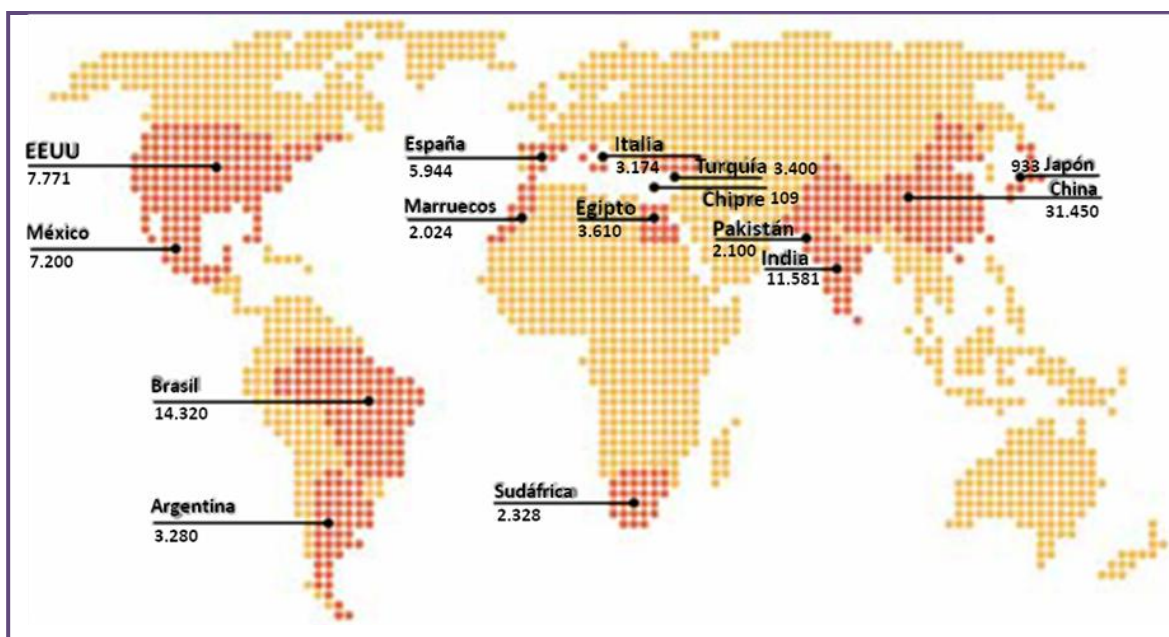 EEUU
7.771
México
7.200
Brasil
14.320
Argentina
3.280
España
5.944
Marruecos
2.024
Italia
3.174
Turquía 3.400
Chipre 109
Egipto
3.610
Sudáfrica
2.328
Pakistán
2.100
India
11.581
933 Japón
China
31.450